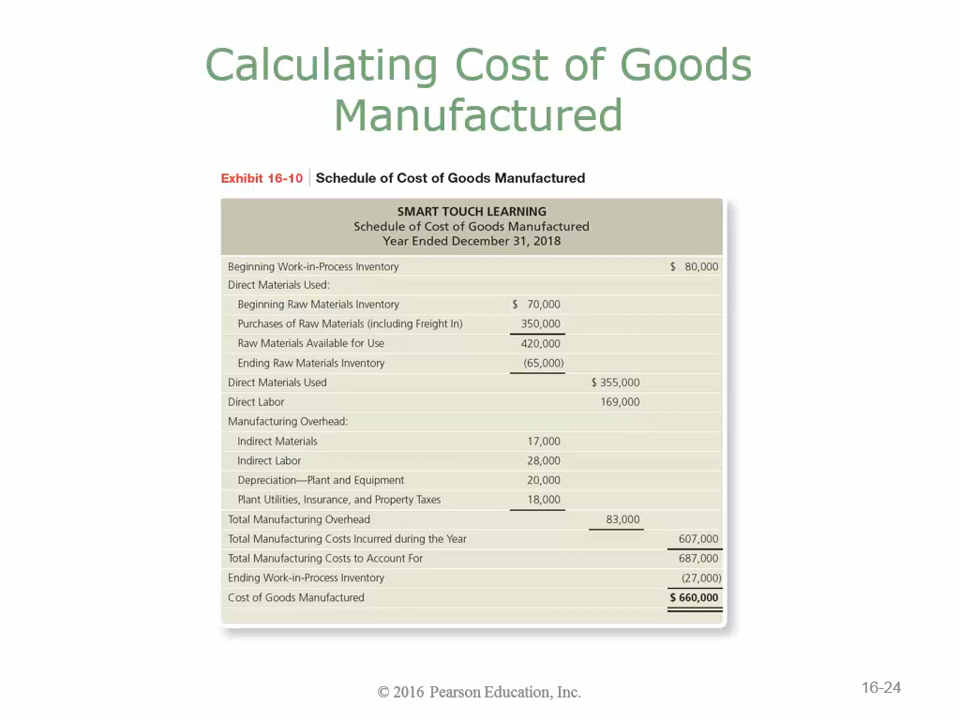 Calculating Cost of Goods
Manufactured
Exhibit 16-10 | Schedule of Cost of Goods Manufactured
SMART TOUCH LEARNING
Schedule of Cost of Goods Manufactured
Year Ended December 31, 2018
Beginning Work-in-Process Inventory $ 80,000
Direct Materials Used:
Beginning Raw Materials Inventory $ 70,000
Purchases of Raw Materials (including Freight In) 350,000
Raw Materials Available for Use 420,000
Ending Raw Materials Inventory (65,000)
Direct Materials Used $ 355,000
Direct Labor 169,000
Manufacturing Overhead:
Indirect Materials 17,000
Indirect Labor 28,000
Depreciation—Plant and Equipment 20,000
Plant Utilities, Insurance, and Property Taxes 18,000
Total Manufacturing Overhead 83,000
Total Manufacturing Costs Incurred during the Year 607,000
Total Manufacturing Costs to Account For 687,000
Ending Work-in-Process Inventory (27,000)
Cost of Goods Manufactured $ 660,000
© 2016 Pearson Education, Inc.
16-24